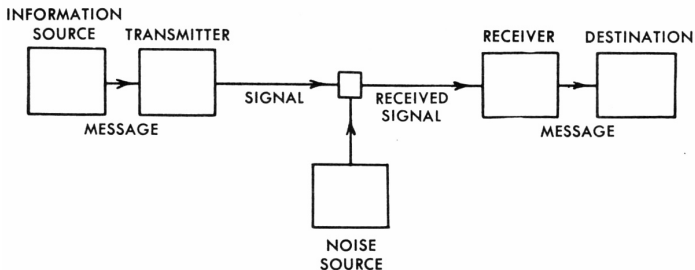 INFORMATION
SOURCE
TRANSMITTER
RECEIVER
DESTINATION
SIGNAL
RECEIVED
SIGNAL
MESSAGE
MESSAGE
NOISE
SOURCE